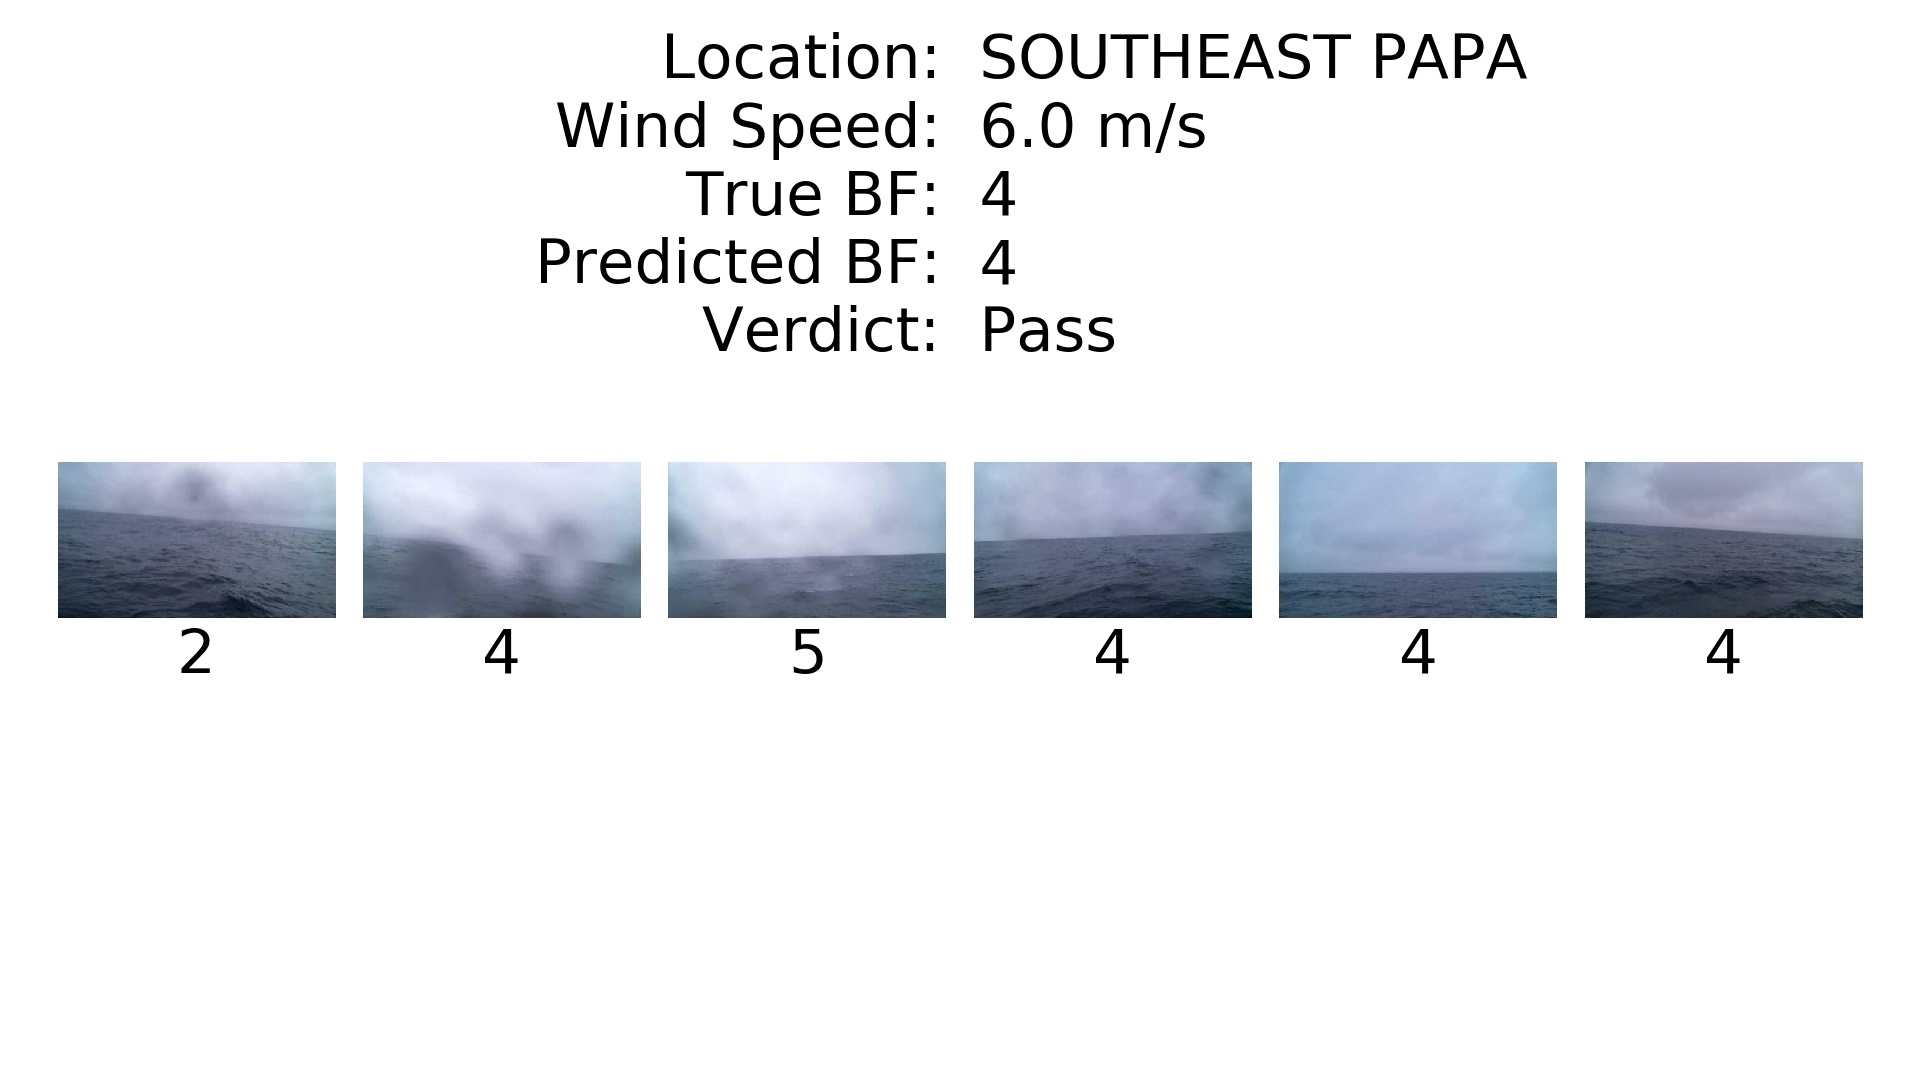 Location: SOUTHEAST PAPA
Wind Speed: 6.0 m/s
True BF: 4
Predicted BF: 4
Verdict: Pass
2 4 5 4 4 4